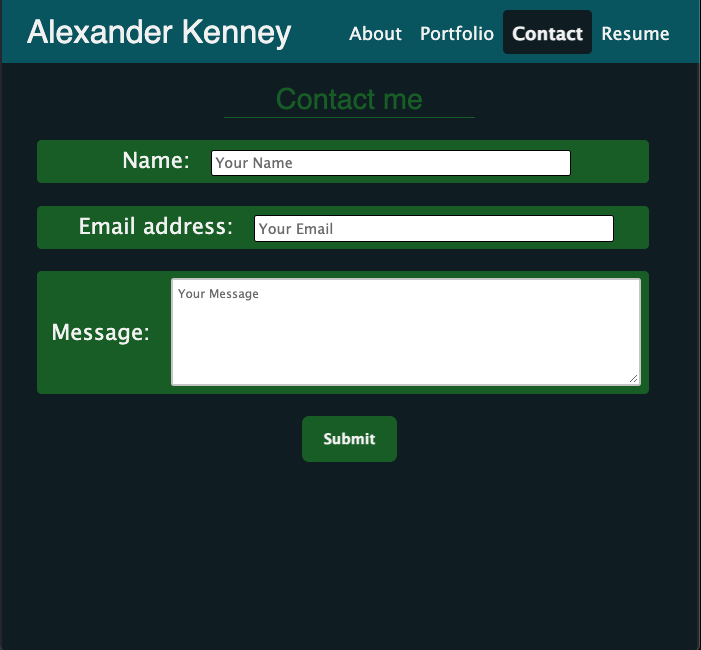 Alexander Kenney
About Portfolio Contact Resume
Contact me
Name: Your Name
Email address: Your Email
Message: Your Message
Submit